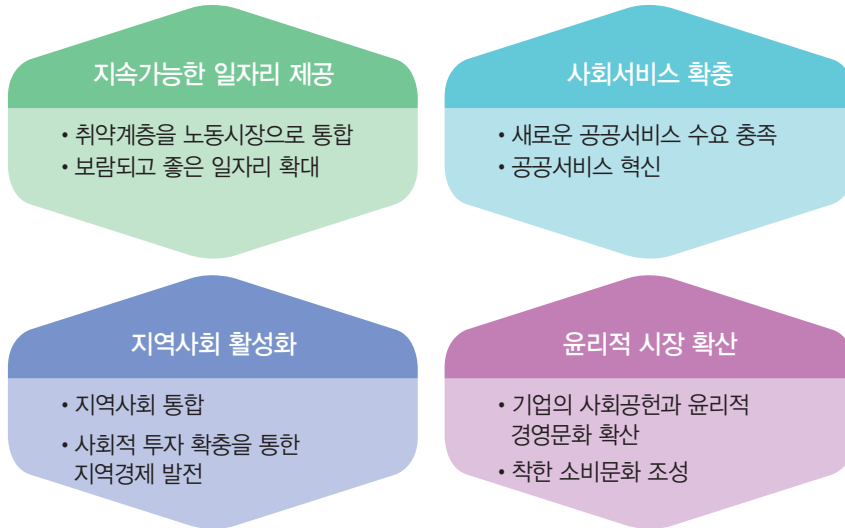 지속가능한 일자리 제공
• 취약계층을 노동시장으로 통합
• 보람되고 좋은 일자리 확대
사회서비스 확충
• 새로운 공공서비스 수요 충족
• 공공서비스 혁신
지역사회 활성화
• 지역사회 통합
• 사회적 투자 확충을 통한
지역경제 발전
윤리적 시장 확산
• 기업의 사회공헌과 윤리적
경영문화 확산
• 착한 소비문화 조성